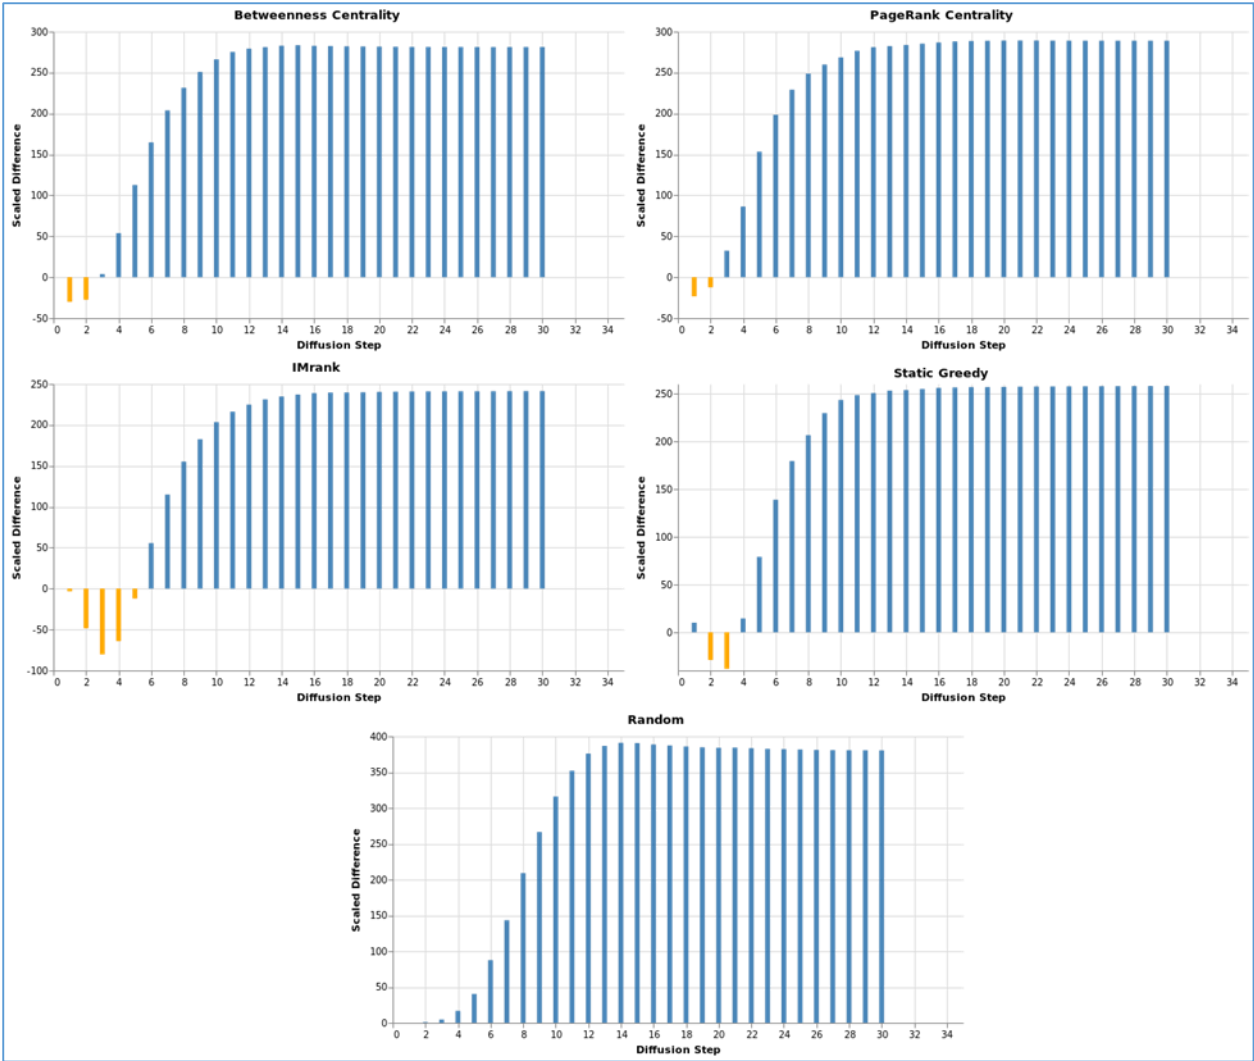 Betweenness Centrality
300
250
200
150
100
50
0
-50
Scaled Difference
0 2 4 6 8 10 12 14 16 18 20 22 24 26 28 30 32 34
Diffusion Step
PageRank Centrality
300
250
200
150
100
50
0
-50
Scaled Difference
0 2 4 6 8 10 12 14 16 18 20 22 24 26 28 30 32 34
Diffusion Step
IMrank
250
200
150
100
50
0
-50
-100
Scaled Difference
0 2 4 6 8 10 12 14 16 18 20 22 24 26 28 30 32 34
Diffusion Step
Static Greedy
250
200
150
100
50
0
Scaled Difference
0 2 4 6 8 10 12 14 16 18 20 22 24 26 28 30 32 34
Diffusion Step
Random
400
350
300
250
200
150
100
50
0
Scaled Difference
0 2 4 6 8 10 12 14 16 18 20 22 24 26 28 30 32 34
Diffusion Step